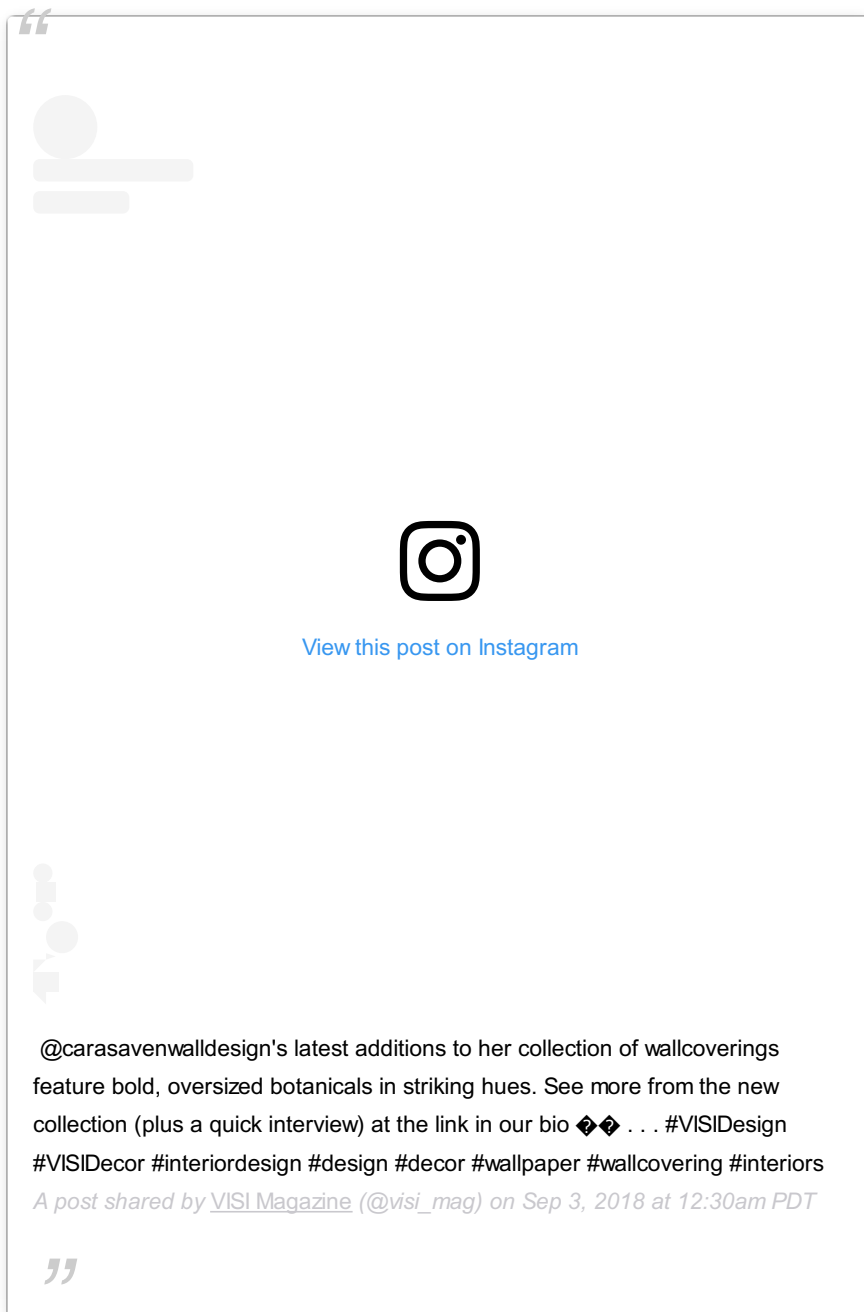 “
View this post on Instagram
@carasavenwalldesign's latest additions to her collection of wallcoverings
feature bold, oversized botanicals in striking hues. See more from the new
collection (plus a quick interview) at the link in our bio �� . . . #VISIDesign
#VISIDecor #interiordesign #design #decor #wallpaper #wallcovering #interiors
A post shared by VISI Magazine (@visi_mag) on Sep 3, 2018 at 12:30am PDT
”